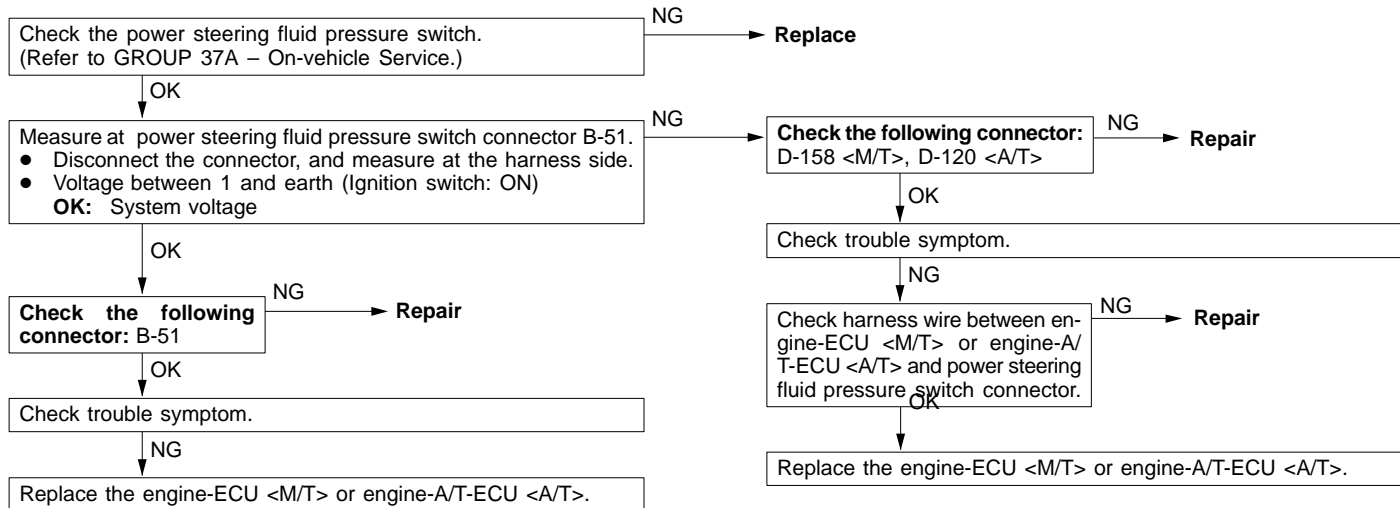 Check the power steering fluid pressure switch.
(Refer to GROUP 37A – On-vehicle Service.)
NG
Replace
OK
Measure at power steering fluid pressure switch connector B-51.
● Disconnect the connector, and measure at the harness side.
● Voltage between 1 and earth (Ignition switch: ON)
OK: System voltage
NG
Check the following connector:
D-158 <M/T>, D-120 <A/T>
NG
Repair
OK
Check the following
connector: B-51
NG
Repair
OK
Check trouble symptom.
NG
Replace the engine-ECU <M/T> or engine-A/T-ECU <A/T>.
OK
Check trouble symptom.
NG
Check harness wire between en-
gine-ECU <M/T> or engine-A/
T-ECU <A/T> and power steering
fluid pressure switch connector.
NG
Repair
OK
Replace the engine-ECU <M/T> or engine-A/T-ECU <A/T>.